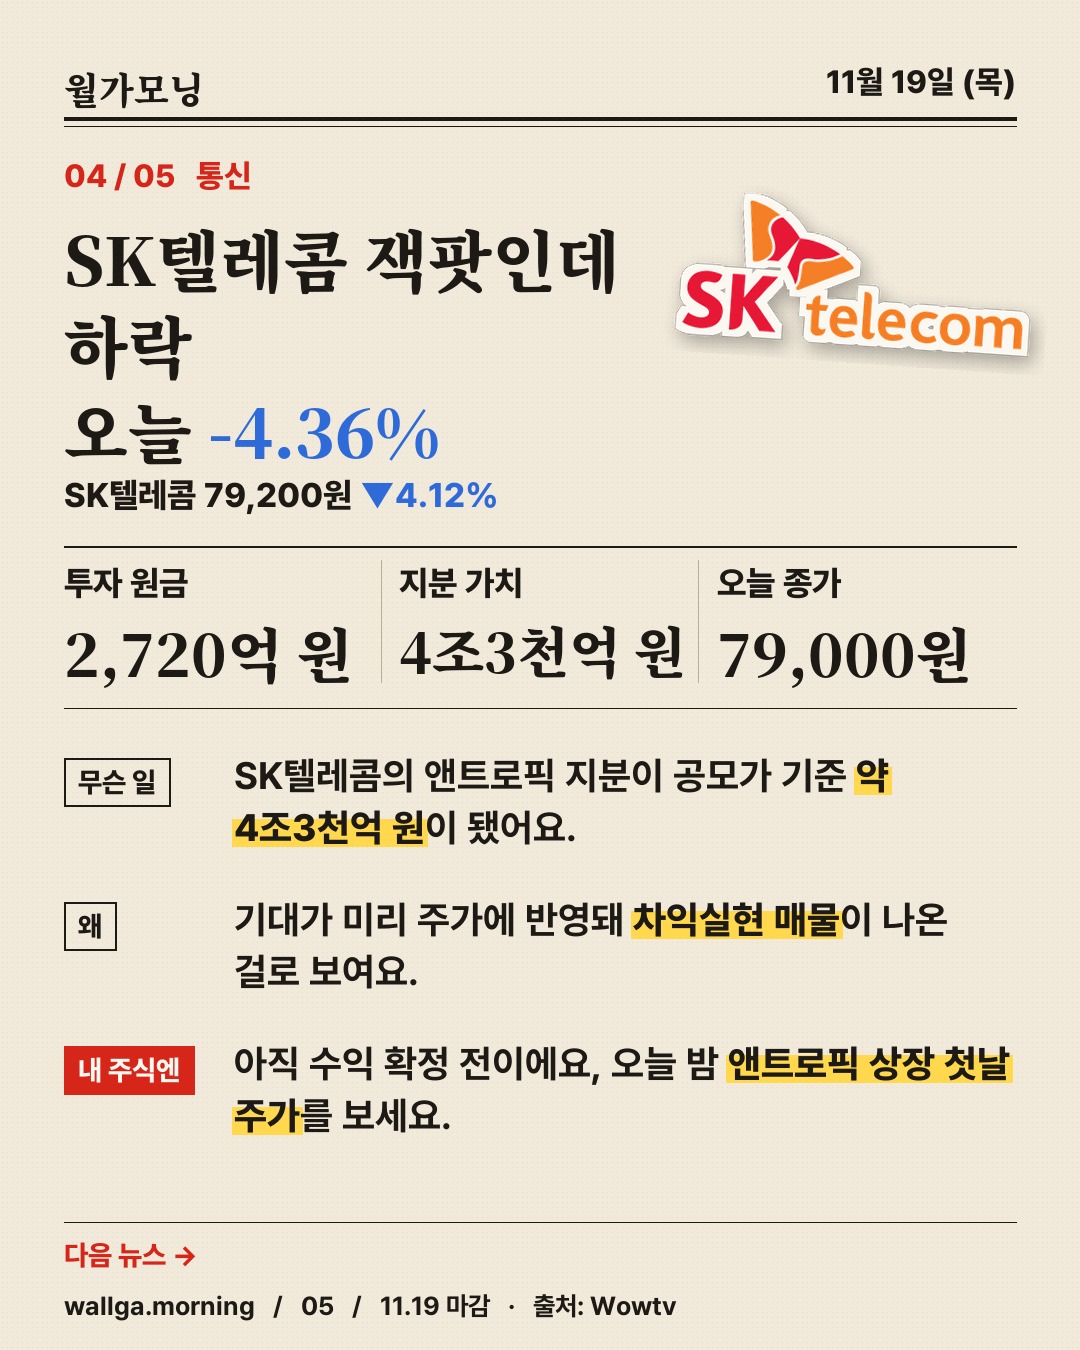 월가모닝
11월 19일 (목)
04 / 05 통신
SK텔레콤 잭팟인데
하락
오늘 -4.36%
SK telecom
SK텔레콤 79,200원 ▼4.12%
투자 원금
2,720억 원
지분 가치
4조3천억 원
오늘 종가
79,000원
무슨 일
SK텔레콤의 앤트로픽 지분이 공모가 기준 약
4조3천억 원이 됐어요.
왜
기대가 미리 주가에 반영돼 차익실현 매물이 나온
걸로 보여요.
내 주식엔
아직 수익 확정 전이에요, 오늘 밤 앤트로픽 상장 첫날
주가를 보세요.
다음 뉴스 →
wallga.morning / 05 / 11.19 마감 · 출처: Wowtv